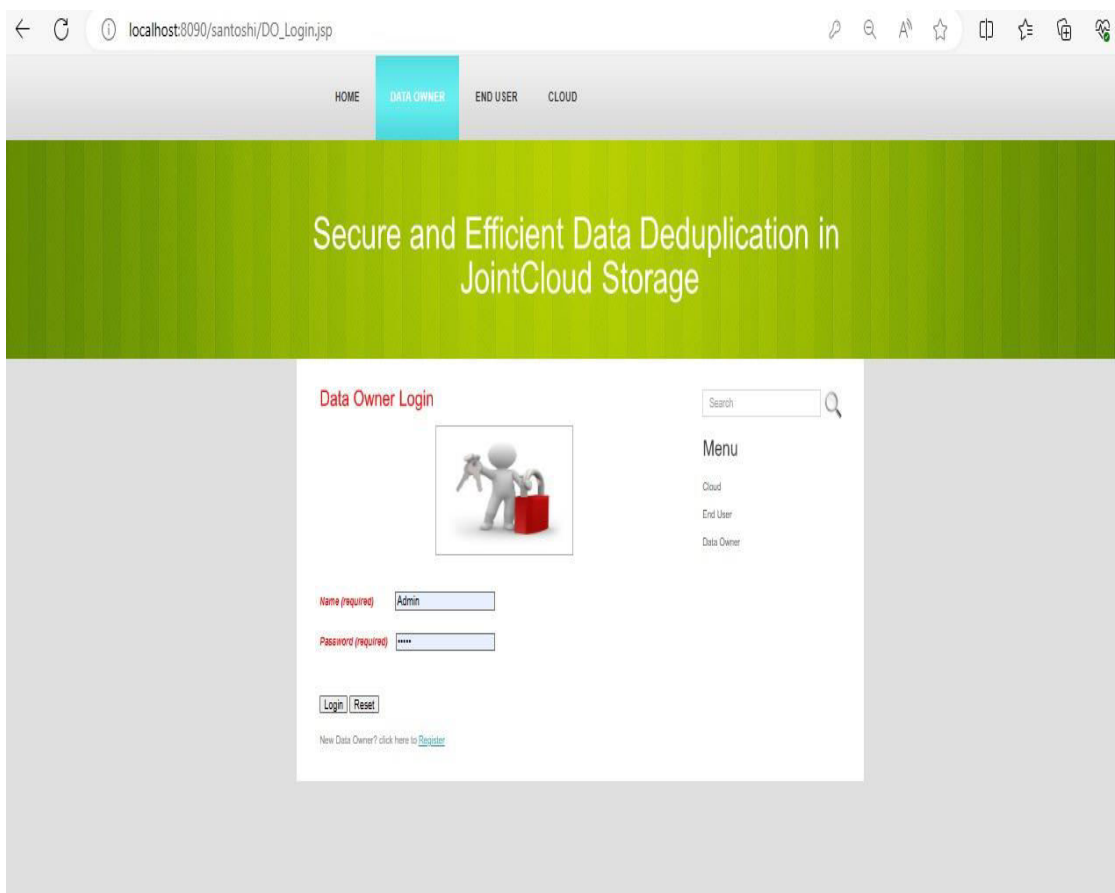 localhost:8090/santoshi/DO_Login.jsp
HOME DATA OWNER END USER CLOUD
Secure and Efficient Data Deduplication in
JointCloud Storage
Data Owner Login
Search
Menu
Cloud
End User
Data Owner
Name (required) Admin
Password (required) •••••
Login Reset
New Data Owner? click here to Register